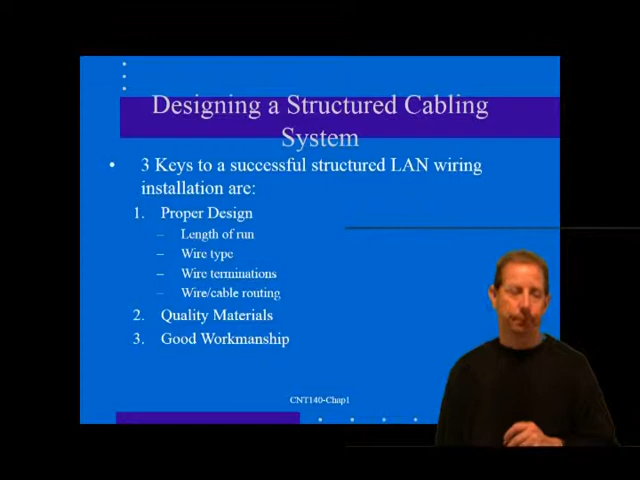 Designing a Structured Cabling
System
• 3 Keys to a successful structured LAN wiring
installation are:
1. Proper Design
– Length of run
– Wire type
– Wire terminations
– Wire/cable routing
2. Quality Materials
3. Good Workmanship
CNT140-Chap1